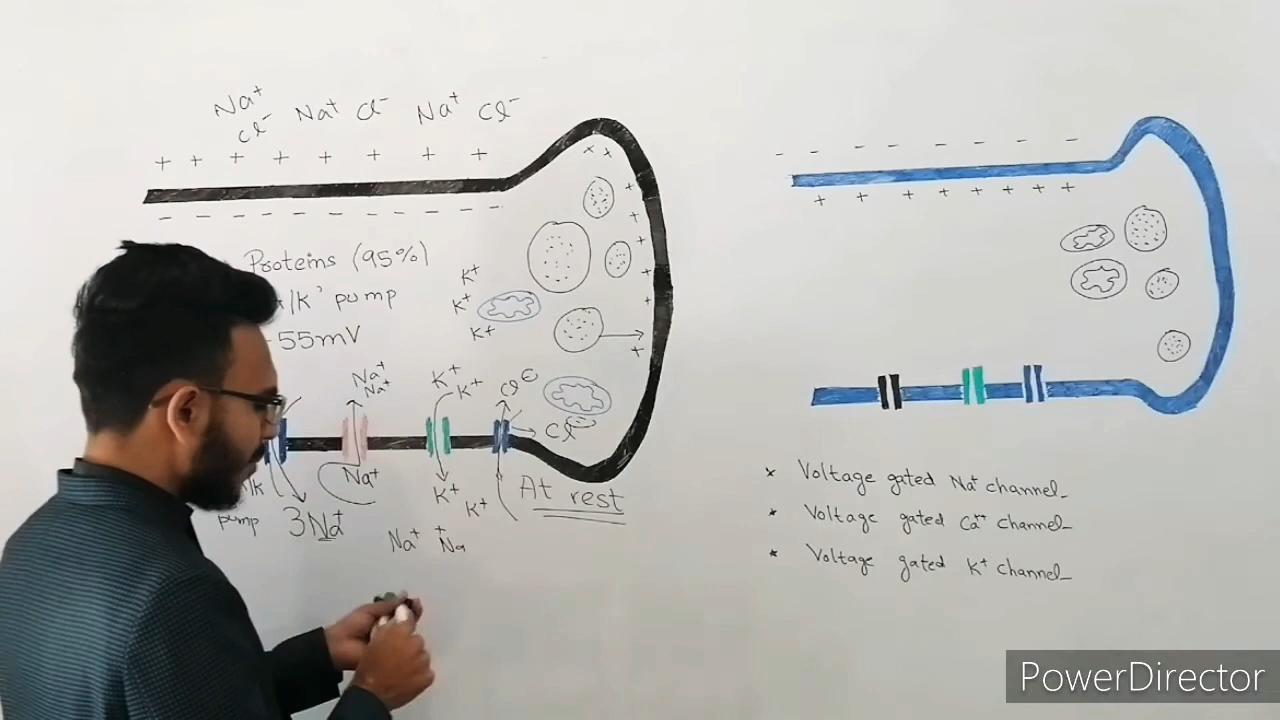 Na⁺ Na⁺ Cl⁻ Na⁺ Cl⁻
Cl⁻
+ + + + + + + +
- - - - - - - - - -
Proteins (95%)
K⁺ pump
-55mV
K⁺
K⁺
K⁺
Na⁺
Na⁺
K⁺
K⁺
Cl⊖
Cl⊖
Na⁺
K
pump
3Na⁺
K⁺
K⁺
At rest
Na⁺ Na⁺
- - - - - - -
+ + + + + + +
* Voltage gated Na⁺ channel
* Voltage gated Ca⁺⁺ channel
* Voltage gated K⁺ channel
PowerDirector